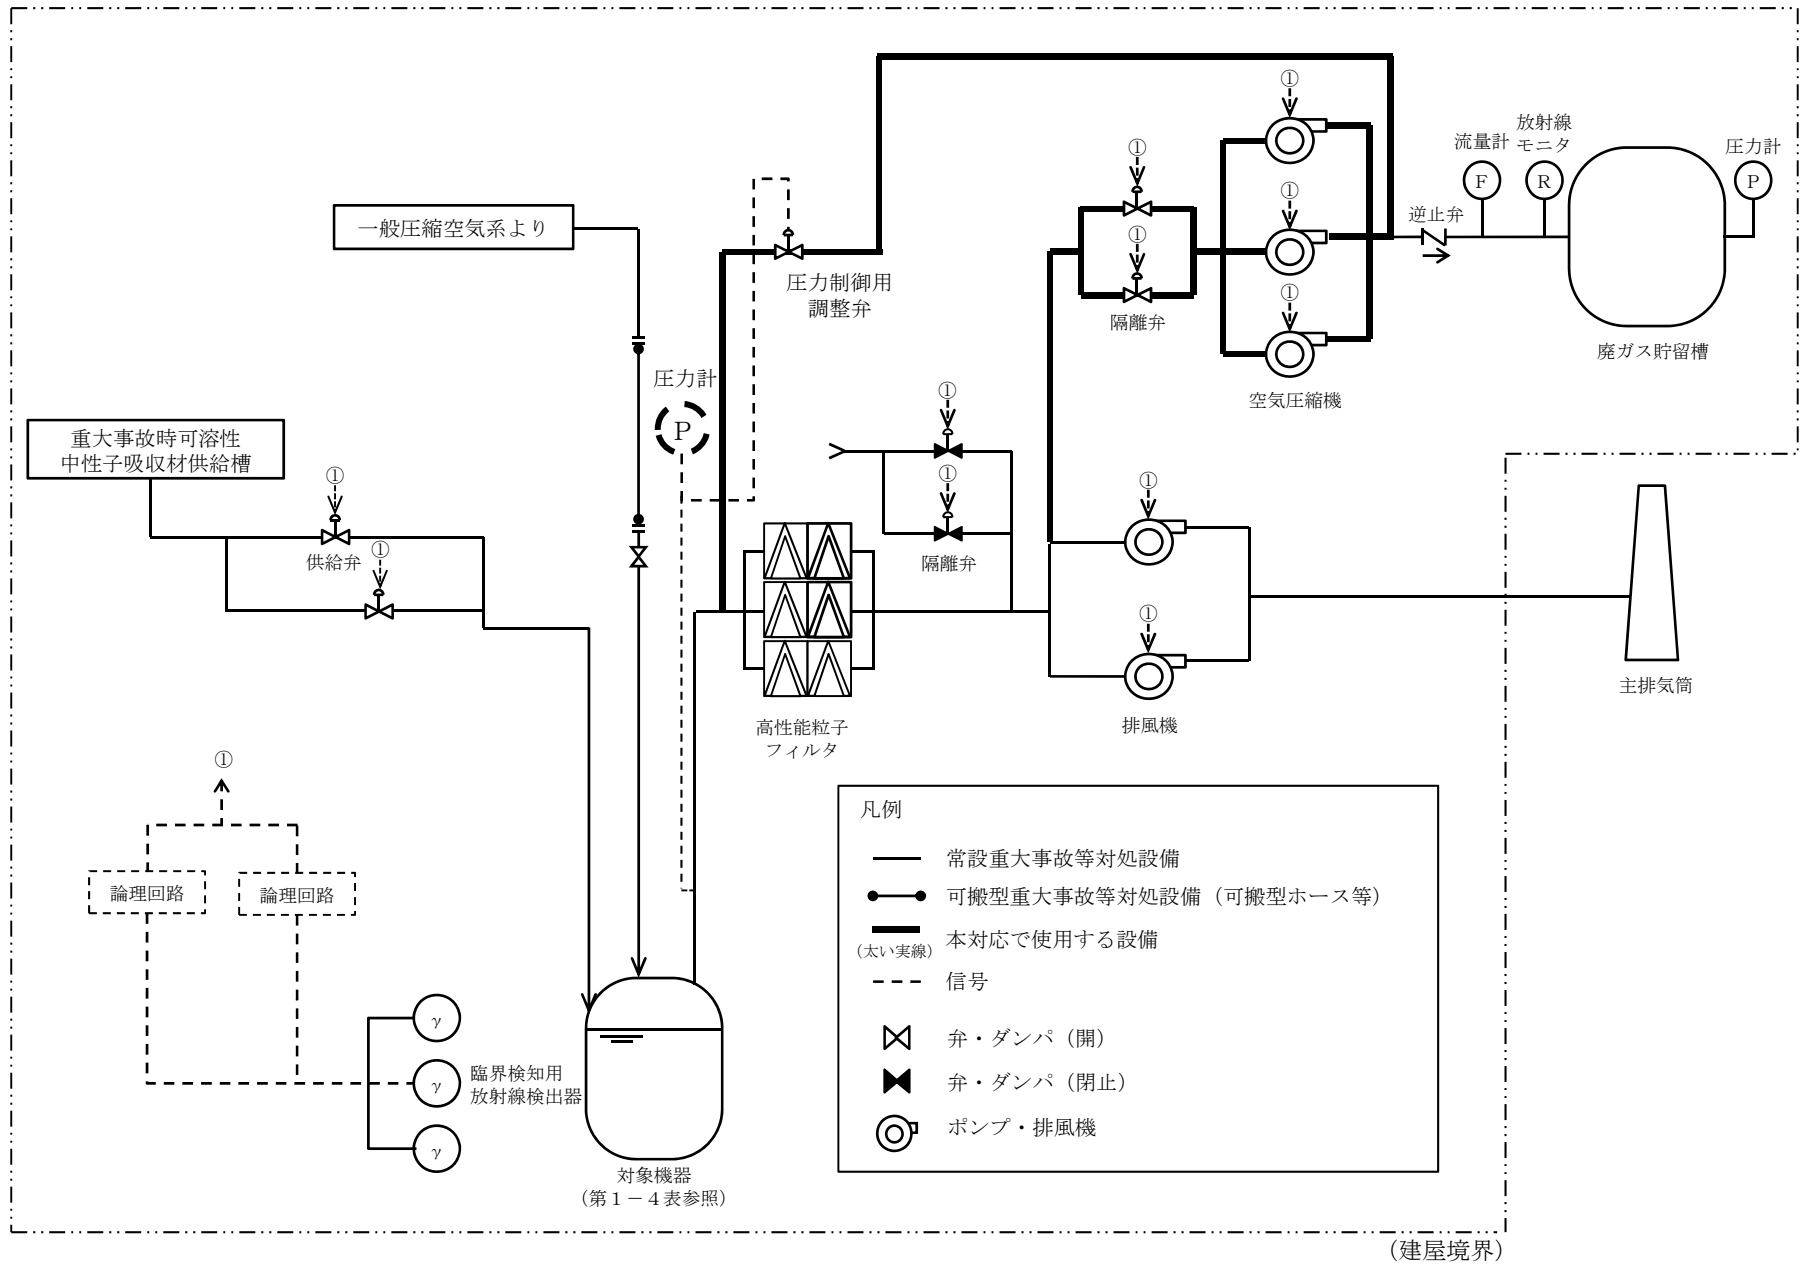 ①
①
流量計
放射線
モニタ
圧力計
F
R
P
①
①
①
逆止弁
一般圧縮空気系より
圧力制御用
調整弁
①
隔離弁
廃ガス貯留槽
圧力計
P
空気圧縮機
①
重大事故時可溶性
中性子吸収材供給槽
①
①
①
供給弁
①
隔離弁
①
主排気筒
高性能粒子
フィルタ
排風機
①
論理回路
論理回路
γ
γ
γ
臨界検知用
放射線検出器
対象機器
（第１－４表参照）
凡例
常設重大事故等対処設備
可搬型重大事故等対処設備（可搬型ホース等）
本対応で使用する設備
（太い実線）
信号
弁・ダンパ（開）
弁・ダンパ（閉止）
ポンプ・排風機
（建屋境界）